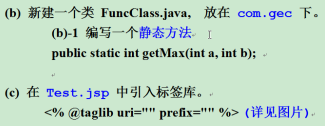 (b) 新建一个类 FuncClass.java, 放在 com.gec 下。
(b)-1 编写一个静态方法
public static int getMax(int a, int b);
(c) 在 Test.jsp 中引入标签库。
<% @taglib uri="" prefix="" %> (详见图片)